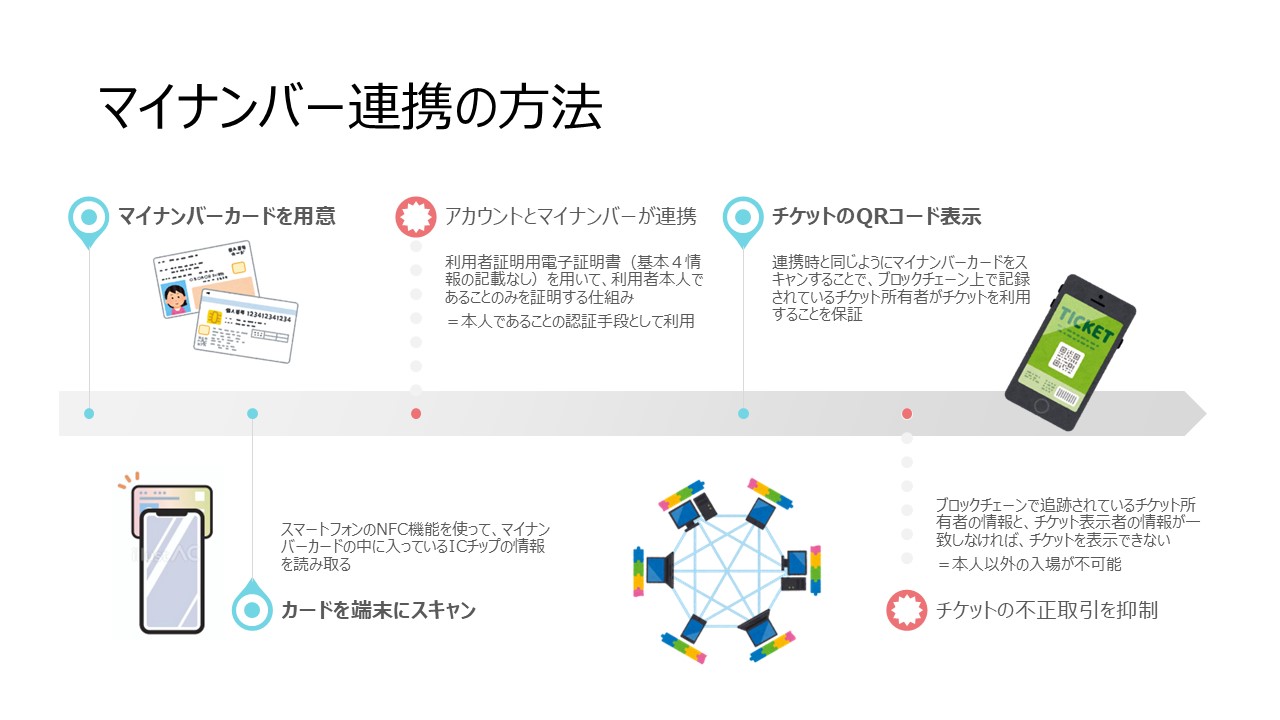 マイナンバー連携の方法
マイナンバーカードを用意
個人番号
個人番号 123412341234
アカウントとマイナンバーが連携
利用者証明用電子証明書（基本４情
報の記載なし）を用いて、利用者本人で
あることのみを証明する仕組み
＝本人であることの認証手段として利用
チケットのQRコード表示
連携時と同じようにマイナンバーカードをス
キャンすることで、ブロックチェーン上で記録
されているチケット所有者がチケットを利用
することを保証
TICKET
スマートフォンのNFC機能を使って、マイナン
バーカードの中に入っているICチップの情報
を読み取る
カードを端末にスキャン
ブロックチェーンで追跡されているチケット所
有者の情報と、チケット表示者の情報が一
致しなければ、チケットを表示できない
＝本人以外の入場が不可能
チケットの不正取引を抑制